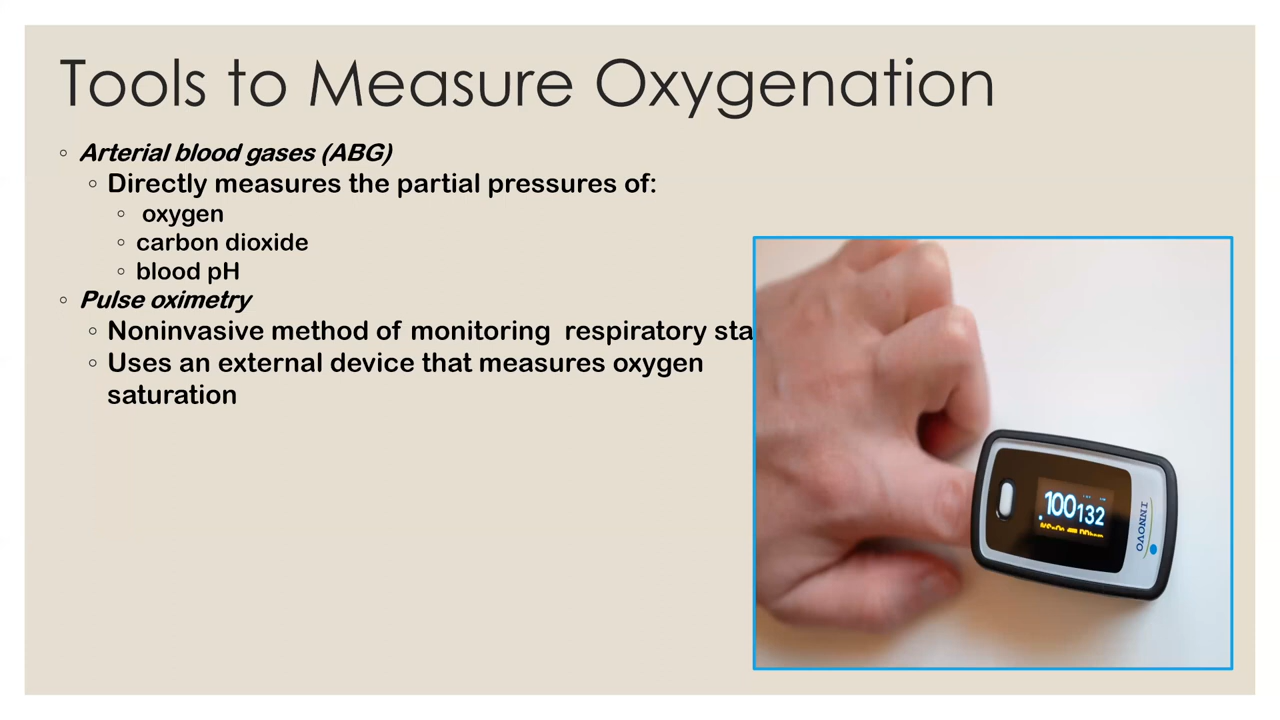 Tools to Measure Oxygenation
◦ Arterial blood gases (ABG)
◦ Directly measures the partial pressures of:
◦ oxygen
◦ carbon dioxide
◦ blood pH
◦ Pulse oximetry
◦ Noninvasive method of monitoring respiratory sta
◦ Uses an external device that measures oxygen
saturation
100 132
INNOVO